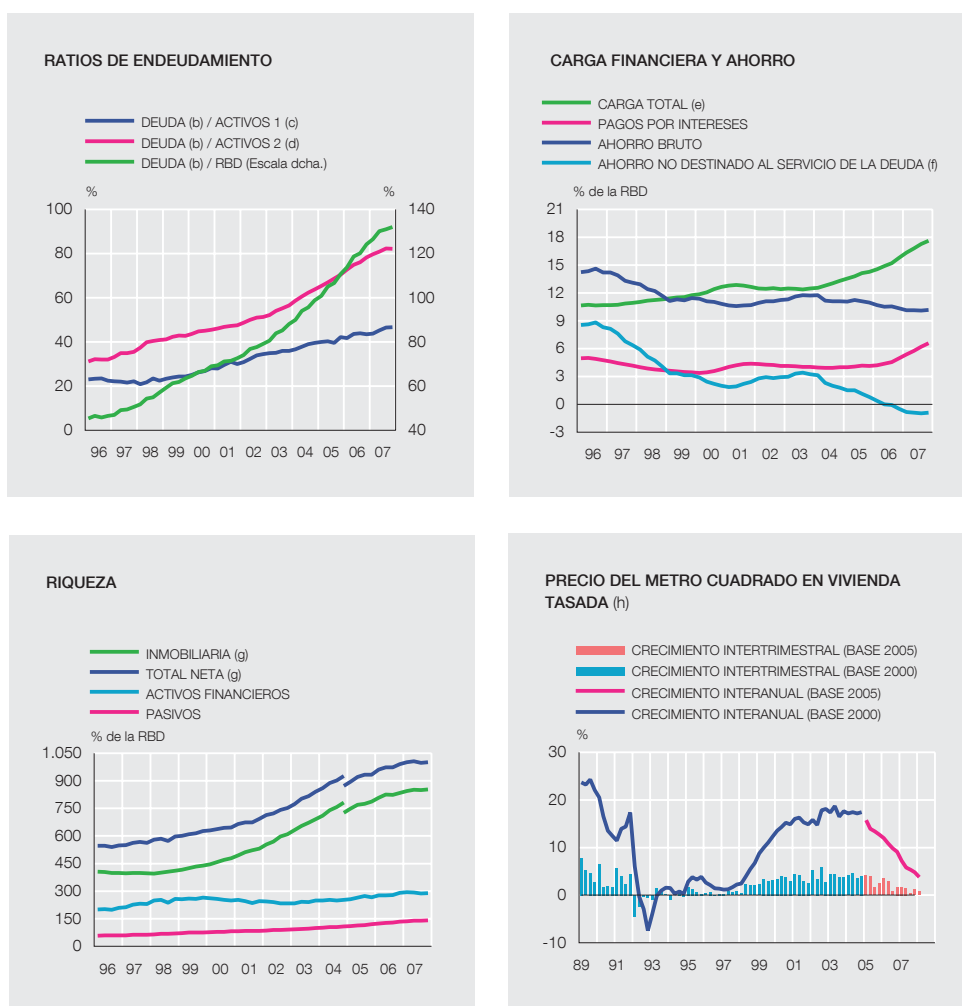 RATIOS DE ENDEUDAMIENTO
DEUDA (b) / ACTIVOS 1 (c)
DEUDA (b) / ACTIVOS 2 (d)
DEUDA (b) / RBD (Escala dcha.)
% %
100 140
80 120
60 100
40 80
20 60
0 40
96 97 98 99 00 01 02 03 04 05 06 07
CARGA FINANCIERA Y AHORRO
CARGA TOTAL (e)
PAGOS POR INTERESES
AHORRO BRUTO
AHORRO NO DESTINADO AL SERVICIO DE LA DEUDA (f)
% de la RBD
21
18
15
12
9
6
3
0
-3
96 97 98 99 00 01 02 03 04 05 06 07
RIQUEZA
INMOBILIARIA (g)
TOTAL NETA (g)
ACTIVOS FINANCIEROS
PASIVOS
% de la RBD
1.050
900
750
600
450
300
150
0
96 97 98 99 00 01 02 03 04 05 06 07
PRECIO DEL METRO CUADRADO EN VIVIENDA
TASADA (h)
CRECIMIENTO INTERTRIMESTRAL (BASE 2005)
CRECIMIENTO INTERTRIMESTRAL (BASE 2000)
CRECIMIENTO INTERANUAL (BASE 2005)
CRECIMIENTO INTERANUAL (BASE 2000)
%
30
20
10
0
-10
89 91 93 95 97 99 01 03 05 07